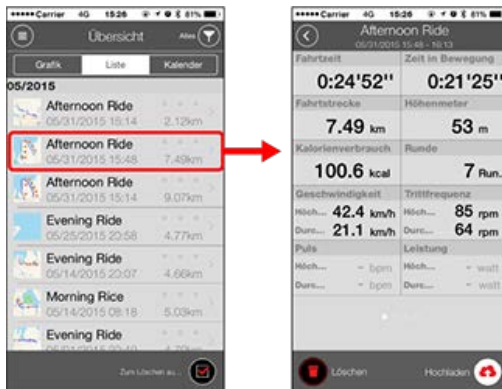 Carrier 4G 15:26 81%
Übersicht
Alles
Grafik Liste Kalender
05/2015
Afternoon Ride
05/31/2015 15:14 2.12km
Afternoon Ride
05/31/2015 15:48 7.49km
Afternoon Ride
05/31/2015 15:14 9.07km
Evening Ride
05/25/2015 20:58 4.77km
Evening Ride
05/14/2015 20:07 4.66km
Morning Rice
05/14/2015 08:18 5.03km
Evening Ride
Zum Löschen au...
Carrier 4G 15:26 81%
Afternoon Ride
05/31/2015 15:48 - 16:13
Fahrtzeit Zeit in Bewegung
0:24'52'' 0:21'25''
Fahrtstrecke Höhenmeter
7.49 km 53 m
Kalorienverbrauch Runde
100.6 kcal 7 Run.
Geschwindigkeit Trittfrequenz
Höch... 42.4 km/h Höch... 85 rpm
Durc... 21.1 km/h Durc... 64 rpm
Puls Leistung
Höch... - bpm Höch... - watt
Durc... - bpm Durc... - watt
Löschen Hochladen